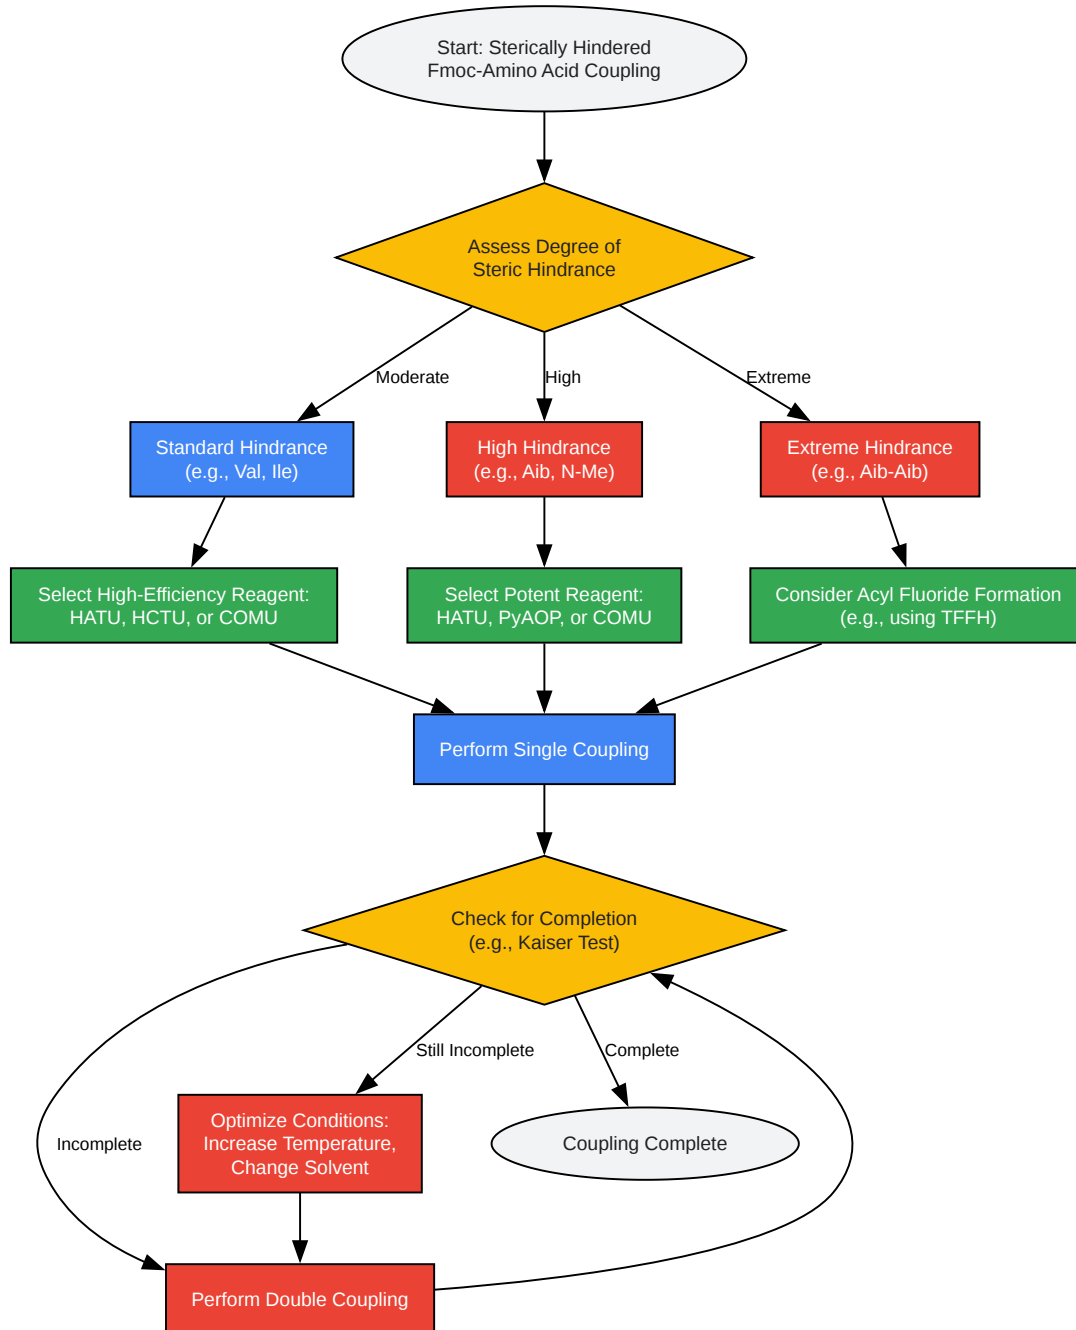 Start: Sterically Hindered
Fmoc-Amino Acid Coupling
Assess Degree of
Steric Hindrance
Moderate
High
Extreme
Standard Hindrance
(e.g., Val, Ile)
High Hindrance
(e.g., Aib, N-Me)
Extreme Hindrance
(e.g., Aib-Aib)
Select High-Efficiency Reagent:
HATU, HCTU, or COMU
Select Potent Reagent:
HATU, PyAOP, or COMU
Consider Acyl Fluoride Formation
(e.g., using TFFH)
Perform Single Coupling
Check for Completion
(e.g., Kaiser Test)
Still Incomplete
Complete
Incomplete
Optimize Conditions:
Increase Temperature,
Change Solvent
Coupling Complete
Perform Double Coupling